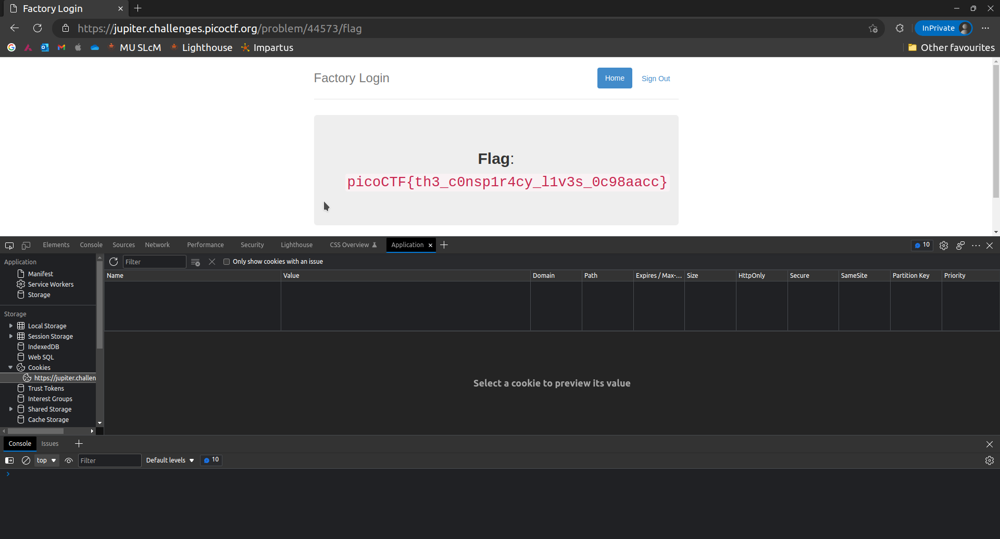 Factory Login
https://jupiter.challenges.picoctf.org/problem/44573/flag
InPrivate
MU SLcM
Lighthouse
Impartus
Other favourites
Factory Login
Home
Sign Out
Flag:
picoCTF{th3_c0nsp1r4cy_l1v3s_0c98aacc}
Elements
Console
Sources
Network
Performance
Security
Lighthouse
CSS Overview
Application
10
Application
Manifest
Service Workers
Storage
Storage
Local Storage
Session Storage
IndexedDB
Web SQL
Cookies
https://jupiter.challen
Trust Tokens
Interest Groups
Shared Storage
Cache Storage
Filter
Only show cookies with an issue
Name
Value
Domain
Path
Expires / Max-...
Size
HttpOnly
Secure
SameSite
Partition Key
Priority
Select a cookie to preview its value
Console
Issues
top
Filter
Default levels
10